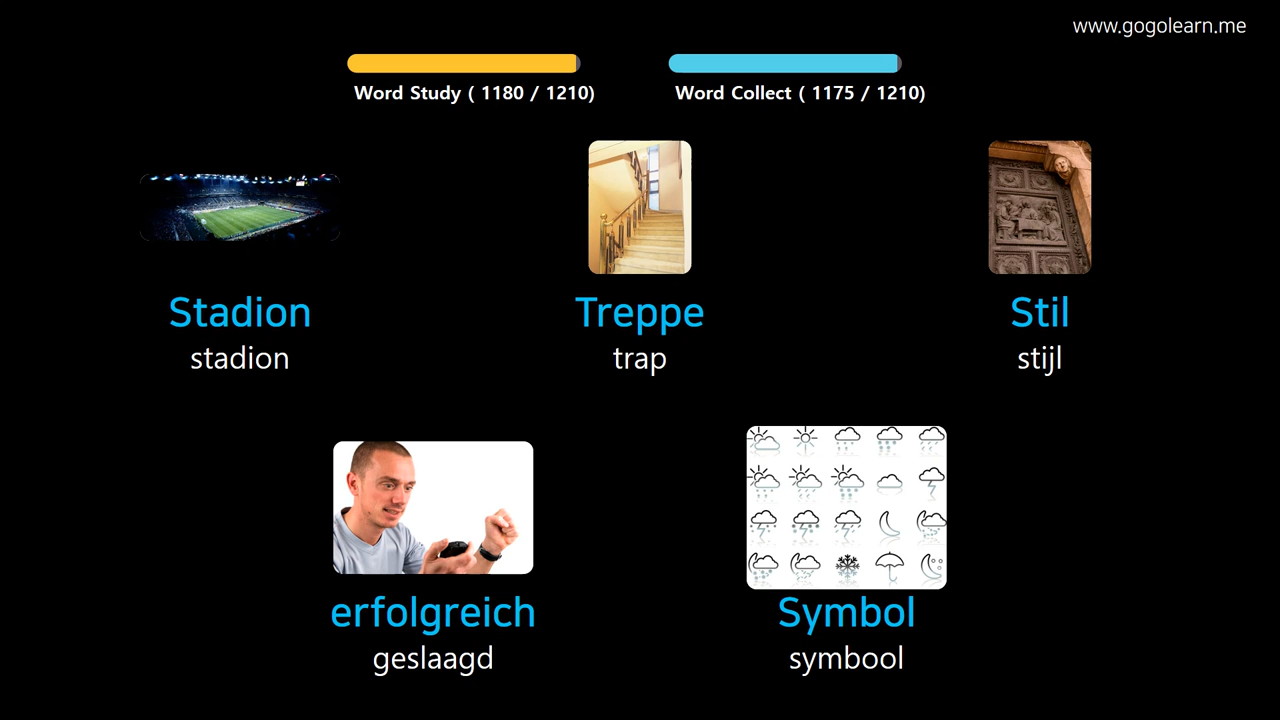 www.gogolearn.me
Word Study ( 1180 / 1210)
Word Collect ( 1175 / 1210)
Stadion
stadion
Treppe
trap
Stil
stijl
erfolgreich
geslaagd
Symbol
symbool